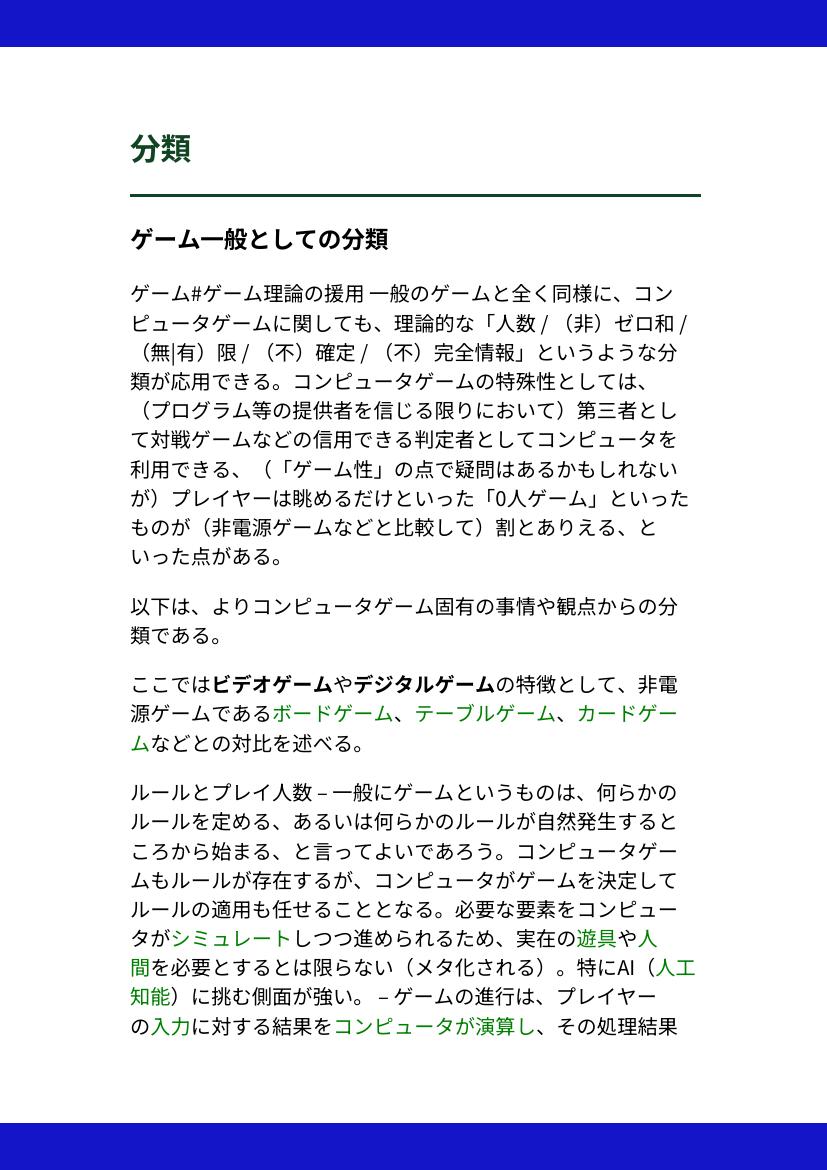 分類
ゲーム一般としての分類
ゲーム#ゲーム理論の援用 一般のゲームと全く同様に、コン
ピュータゲームに関しても、理論的な「人数 / （非）ゼロ和 /
（無|有）限 / （不）確定 / （不）完全情報」というような分
類が応用できる。コンピュータゲームの特殊性としては、
（プログラム等の提供者を信じる限りにおいて）第三者とし
て対戦ゲームなどの信用できる判定者としてコンピュータを
利用できる、（「ゲーム性」の点で疑問はあるかもしれない
が）プレイヤーは眺めるだけといった「0人ゲーム」といった
ものが（非電源ゲームなどと比較して）割とありえる、と
いった点がある。
以下は、よりコンピュータゲーム固有の事情や観点からの分
類である。
ここではビデオゲームやデジタルゲームの特徴として、非電
源ゲームであるボードゲーム、テーブルゲーム、カードゲー
ムなどとの対比を述べる。
ルールとプレイ人数 – 一般にゲームというものは、何らかの
ルールを定める、あるいは何らかのルールが自然発生すると
ころから始まる、と言ってよいであろう。コンピュータゲー
ムもルールが存在するが、コンピュータがゲームを決定して
ルールの適用も任せることとなる。必要な要素をコンピュー
タがシミュレートしつつ進められるため、実在の遊具や人
間を必要とするとは限らない（メタ化される）。特にAI（人工
知能）に挑む側面が強い。 – ゲームの進行は、プレイヤー
の入力に対する結果をコンピュータが演算し、その処理結果